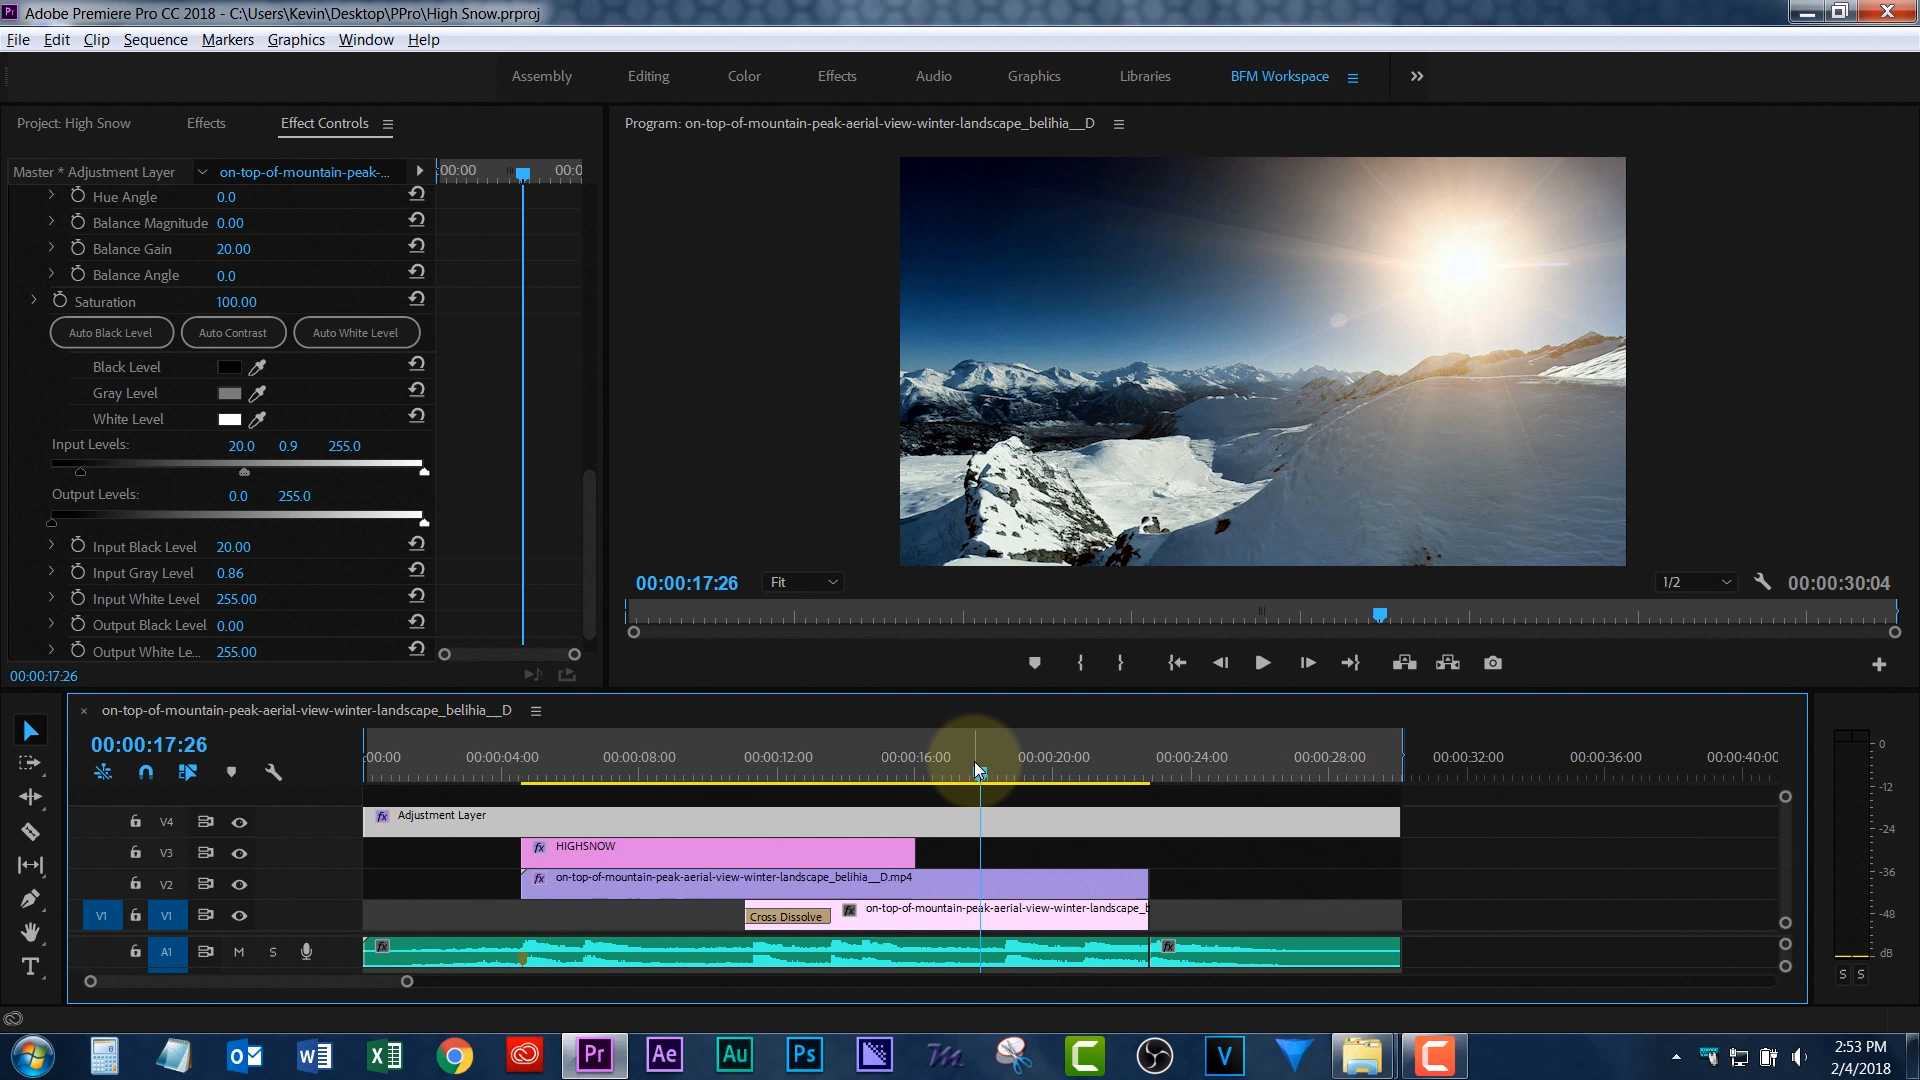 Adobe Premiere Pro CC 2018 - C:\Users\Kevin\Desktop\PPro\High Snow.prproj
File Edit Clip Sequence Markers Graphics Window Help
Assembly Editing Color Effects Audio Graphics Libraries BFM Workspace
Project: High Snow Effects Effect Controls
Program: on-top-of-mountain-peak-aerial-view-winter-landscape_belihia__D
Master * Adjustment Layer on-top-of-mountain-peak-... :00:00 00:0
Hue Angle 0.0
Balance Magnitude 0.00
Balance Gain 20.00
Balance Angle 0.0
Saturation 100.00
Auto Black Level Auto Contrast Auto White Level
Black Level
Gray Level
White Level
Input Levels: 20.0 0.9 255.0
Output Levels: 0.0 255.0
Input Black Level 20.00
Input Gray Level 0.86
Input White Level 255.00
Output Black Level 0.00
Output White Le... 255.00
00:00:17:26
00:00:17:26 Fit 1/2 00:00:30:04
on-top-of-mountain-peak-aerial-view-winter-landscape_belihia__D
00:00:17:26
:00:00 00:00:04:00 00:00:08:00 00:00:12:00 00:00:16:00 00:00:20:00 00:00:24:00 00:00:28:00 00:00:32:00 00:00:36:00 00:00:40:00
V4 fx Adjustment Layer
V3 fx HIGHSNOW
V2 fx on-top-of-mountain-peak-aerial-view-winter-landscape_belihia__D.mp4
V1 V1 Cross Dissolve fx on-top-of-mountain-peak-aerial-view-winter-landscape_b
A1 M S fx fx
0
-12
-24
-36
-48
dB
S S
Pr Ae Au Ps
2:53 PM
2/4/2018